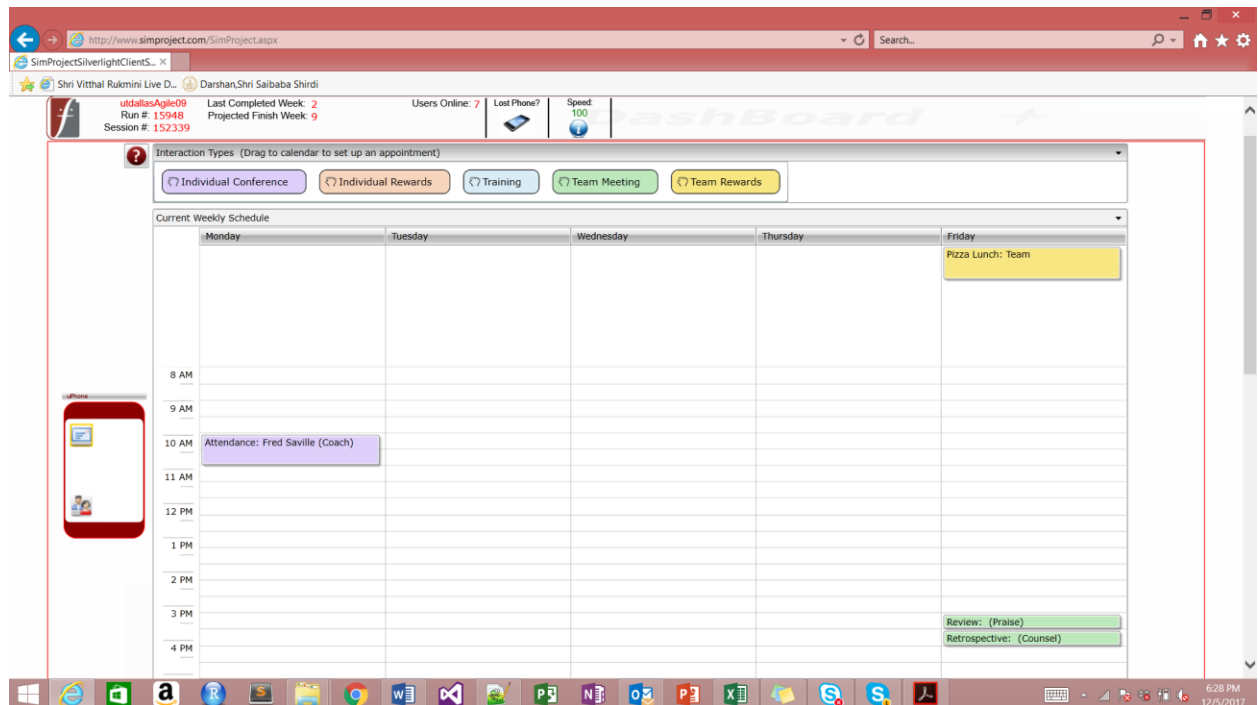 http://www.simproject.com/SimProject.aspx
Search...
SimProjectSilverlightClientS...
Shri Vitthal Rukmini Live D...
Darshan,Shri Saibaba Shirdi
utdallasAgile09
Run #: 15948
Session #: 152339
Last Completed Week: 2
Projected Finish Week: 9
Users Online: 7
Lost Phone?
Speed:
100
DashBoard
Interaction Types (Drag to calendar to set up an appointment)
Individual Conference
Individual Rewards
Training
Team Meeting
Team Rewards
Current Weekly Schedule
Monday
Tuesday
Wednesday
Thursday
Friday
Pizza Lunch: Team
8 AM
uPhone
9 AM
10 AM
Attendance: Fred Saville (Coach)
11 AM
12 PM
1 PM
2 PM
3 PM
Review: (Praise)
Retrospective: (Counsel)
4 PM
6:28 PM
12/5/2017